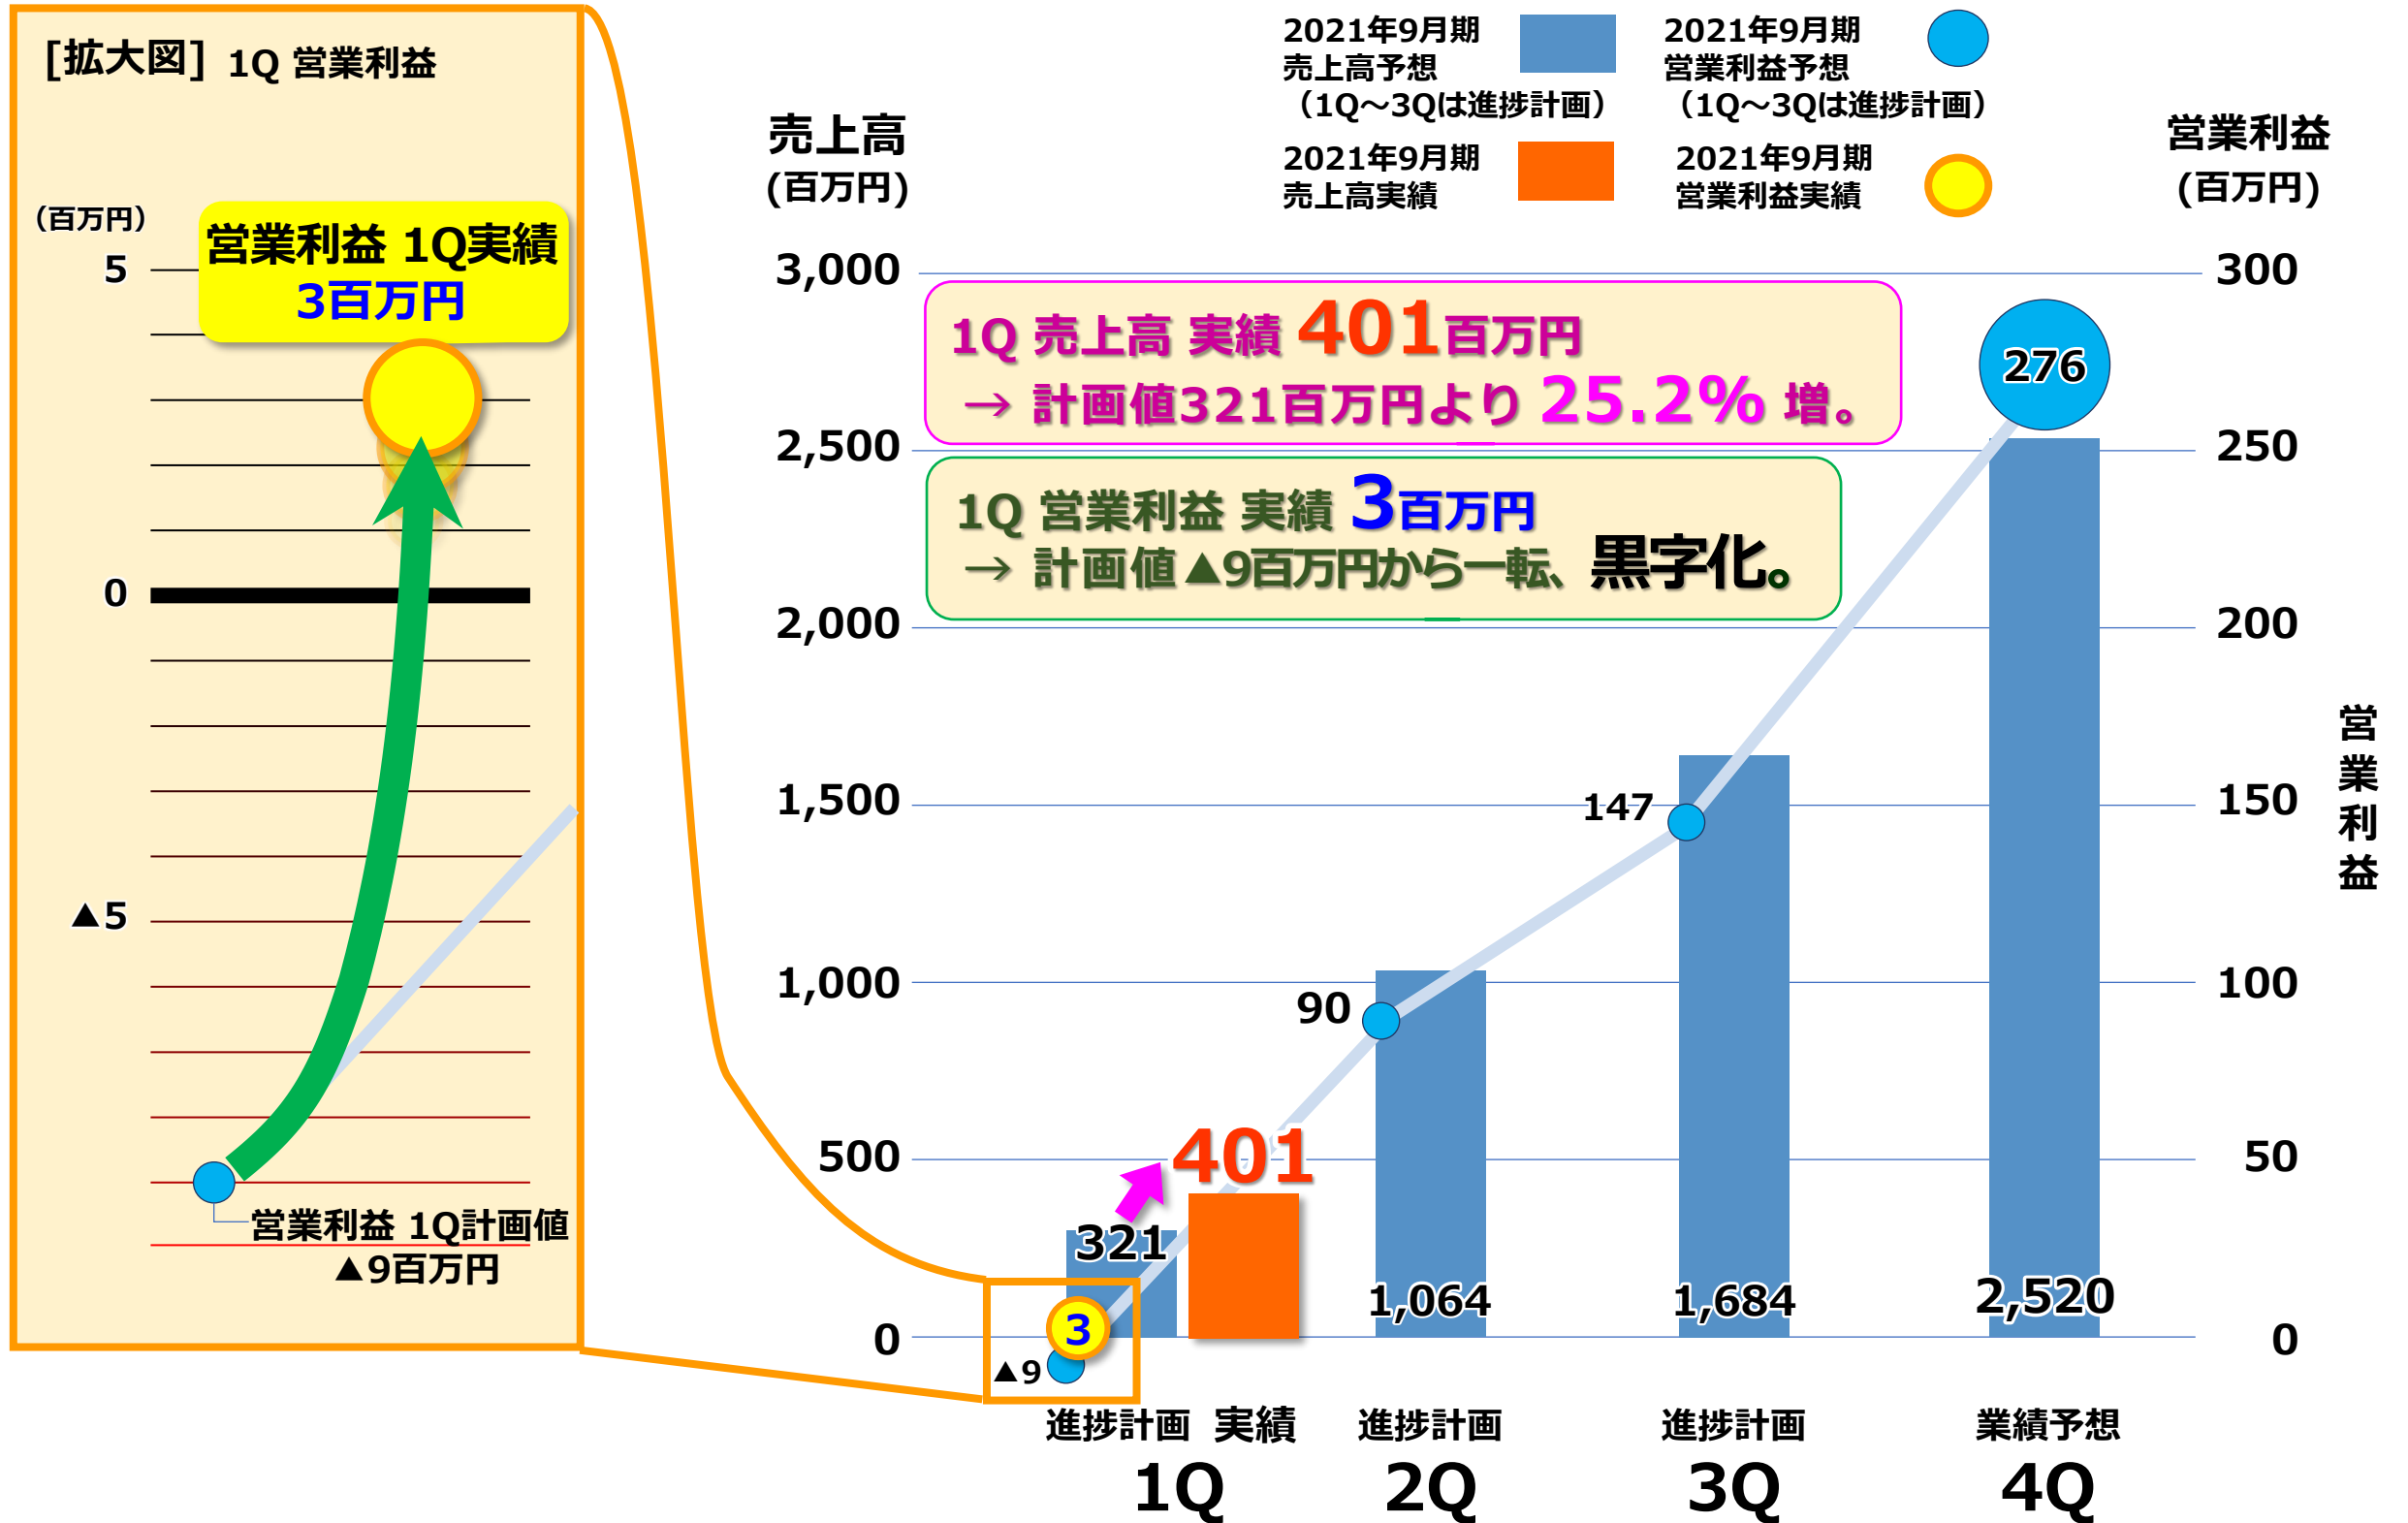 [拡大図] 1Q 営業利益
（百万円）
5
営業利益 1Q実績
3百万円
0
▲5
営業利益 1Q計画値
▲9百万円
2021年9月期
売上高予想
（1Q～3Qは進捗計画）
2021年9月期
営業利益予想
（1Q～3Qは進捗計画）
2021年9月期
売上高実績
2021年9月期
営業利益実績
売上高
(百万円)
営業利益
(百万円)
3,000
2,500
2,000
1,500
1,000
500
0
300
250
200
150
100
50
0
営業利益
1Q 売上高 実績 401百万円
→ 計画値321百万円より 25.2% 増。
1Q 営業利益 実績 3百万円
→ 計画値▲9百万円から一転、黒字化。
276
147
90
401
321
3
▲9
1,064
1,684
2,520
進捗計画 実績
1Q
進捗計画
2Q
進捗計画
3Q
業績予想
4Q